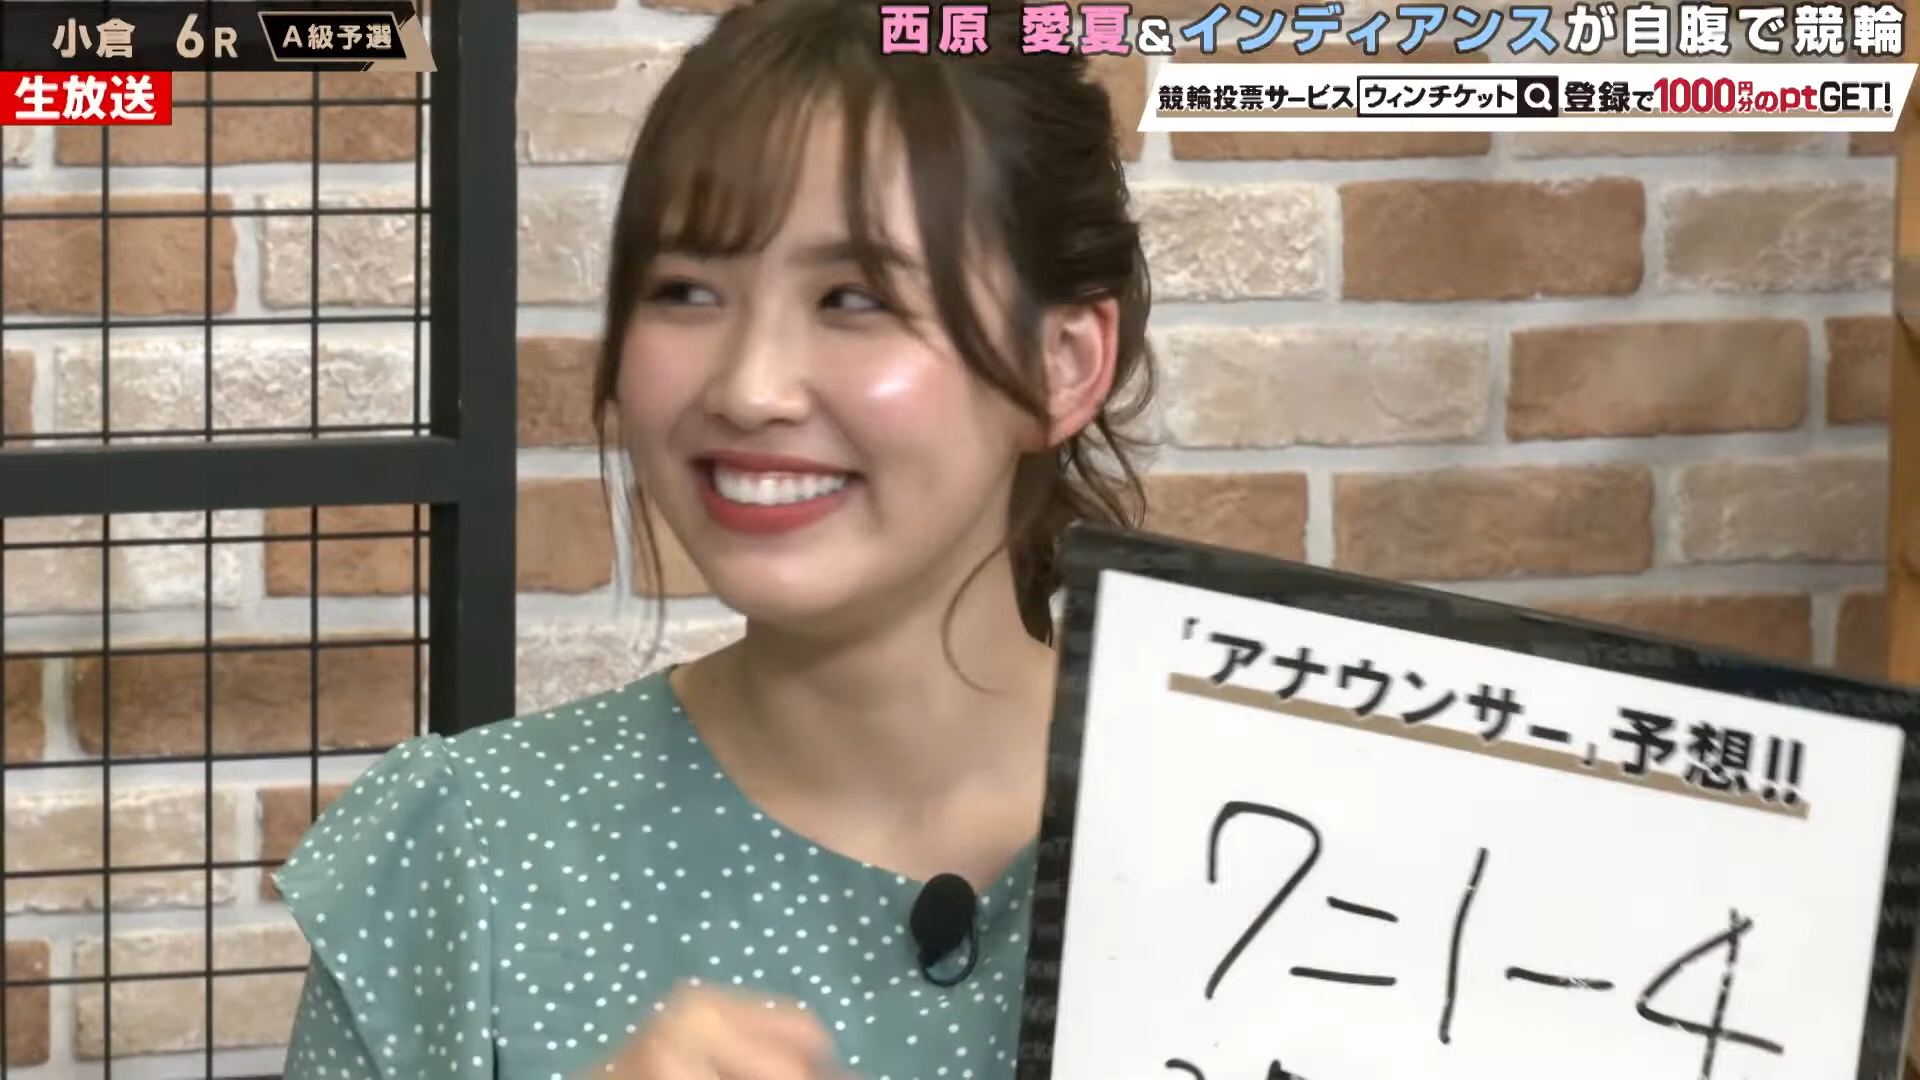 小倉 6R A級予選
生放送
西原 愛夏&インディアンスが自腹で競輪
競輪投票サービス ウィンチケット 登録で1000円分のptGET!
「アナウンサー」予想!!
7=1-4